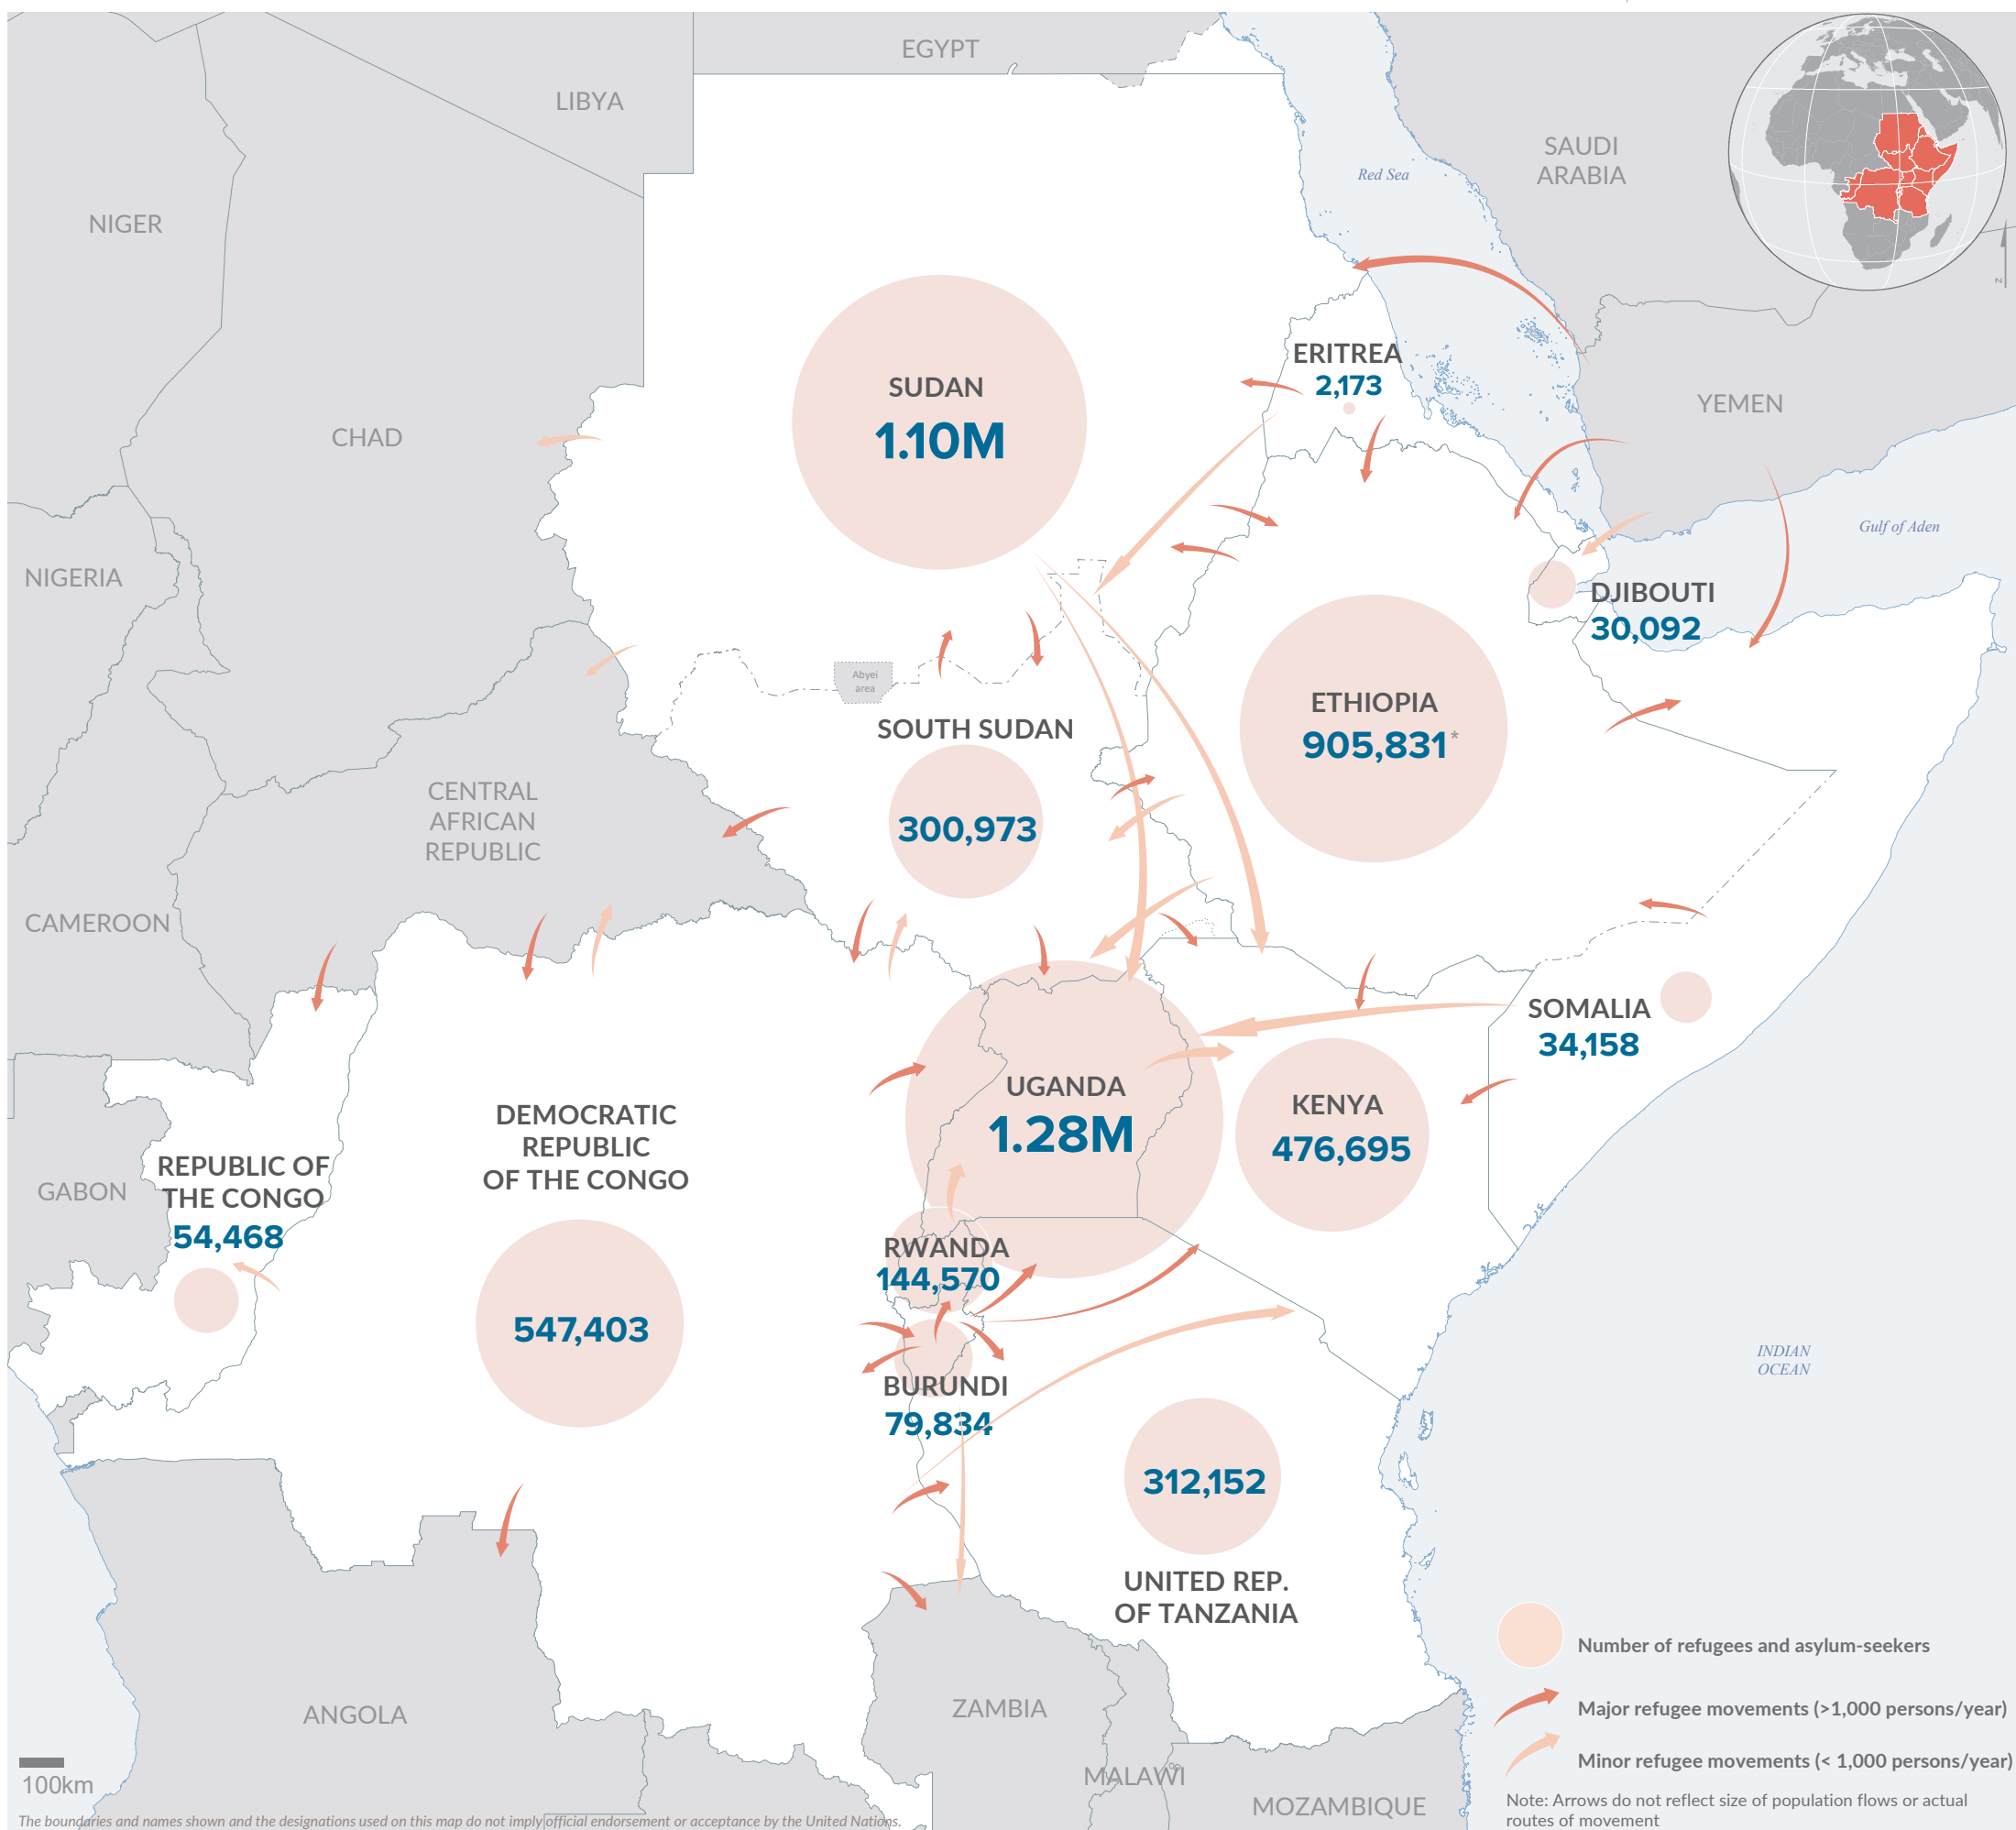 EGYPT
LIBYA
SAUDI
ARABIA
Red Sea
NIGER
N
ERITREA
2,173
SUDAN
1.10M
YEMEN
CHAD
Gulf of Aden
NIGERIA
DJIBOUTI
30,092
Abyei
area
ETHIOPIA
905,831*
SOUTH SUDAN
300,973
CENTRAL
AFRICAN
REPUBLIC
CAMEROON
SOMALIA
34,158
UGANDA
1.28M
KENYA
476,695
DEMOCRATIC
REPUBLIC
OF THE CONGO
547,403
REPUBLIC OF
THE CONGO
54,468
GABON
RWANDA
144,570
BURUNDI
79,834
INDIAN
OCEAN
312,152
UNITED REP.
OF TANZANIA
ANGOLA
ZAMBIA
MALAWI
MOZAMBIQUE
Number of refugees and asylum-seekers
Major refugee movements (>1,000 persons/year)
Minor refugee movements (< 1,000 persons/year)
Note: Arrows do not reflect size of population flows or actual
routes of movement
100km
The boundaries and names shown and the designations used on this map do not imply official endorsement or acceptance by the United Nations.